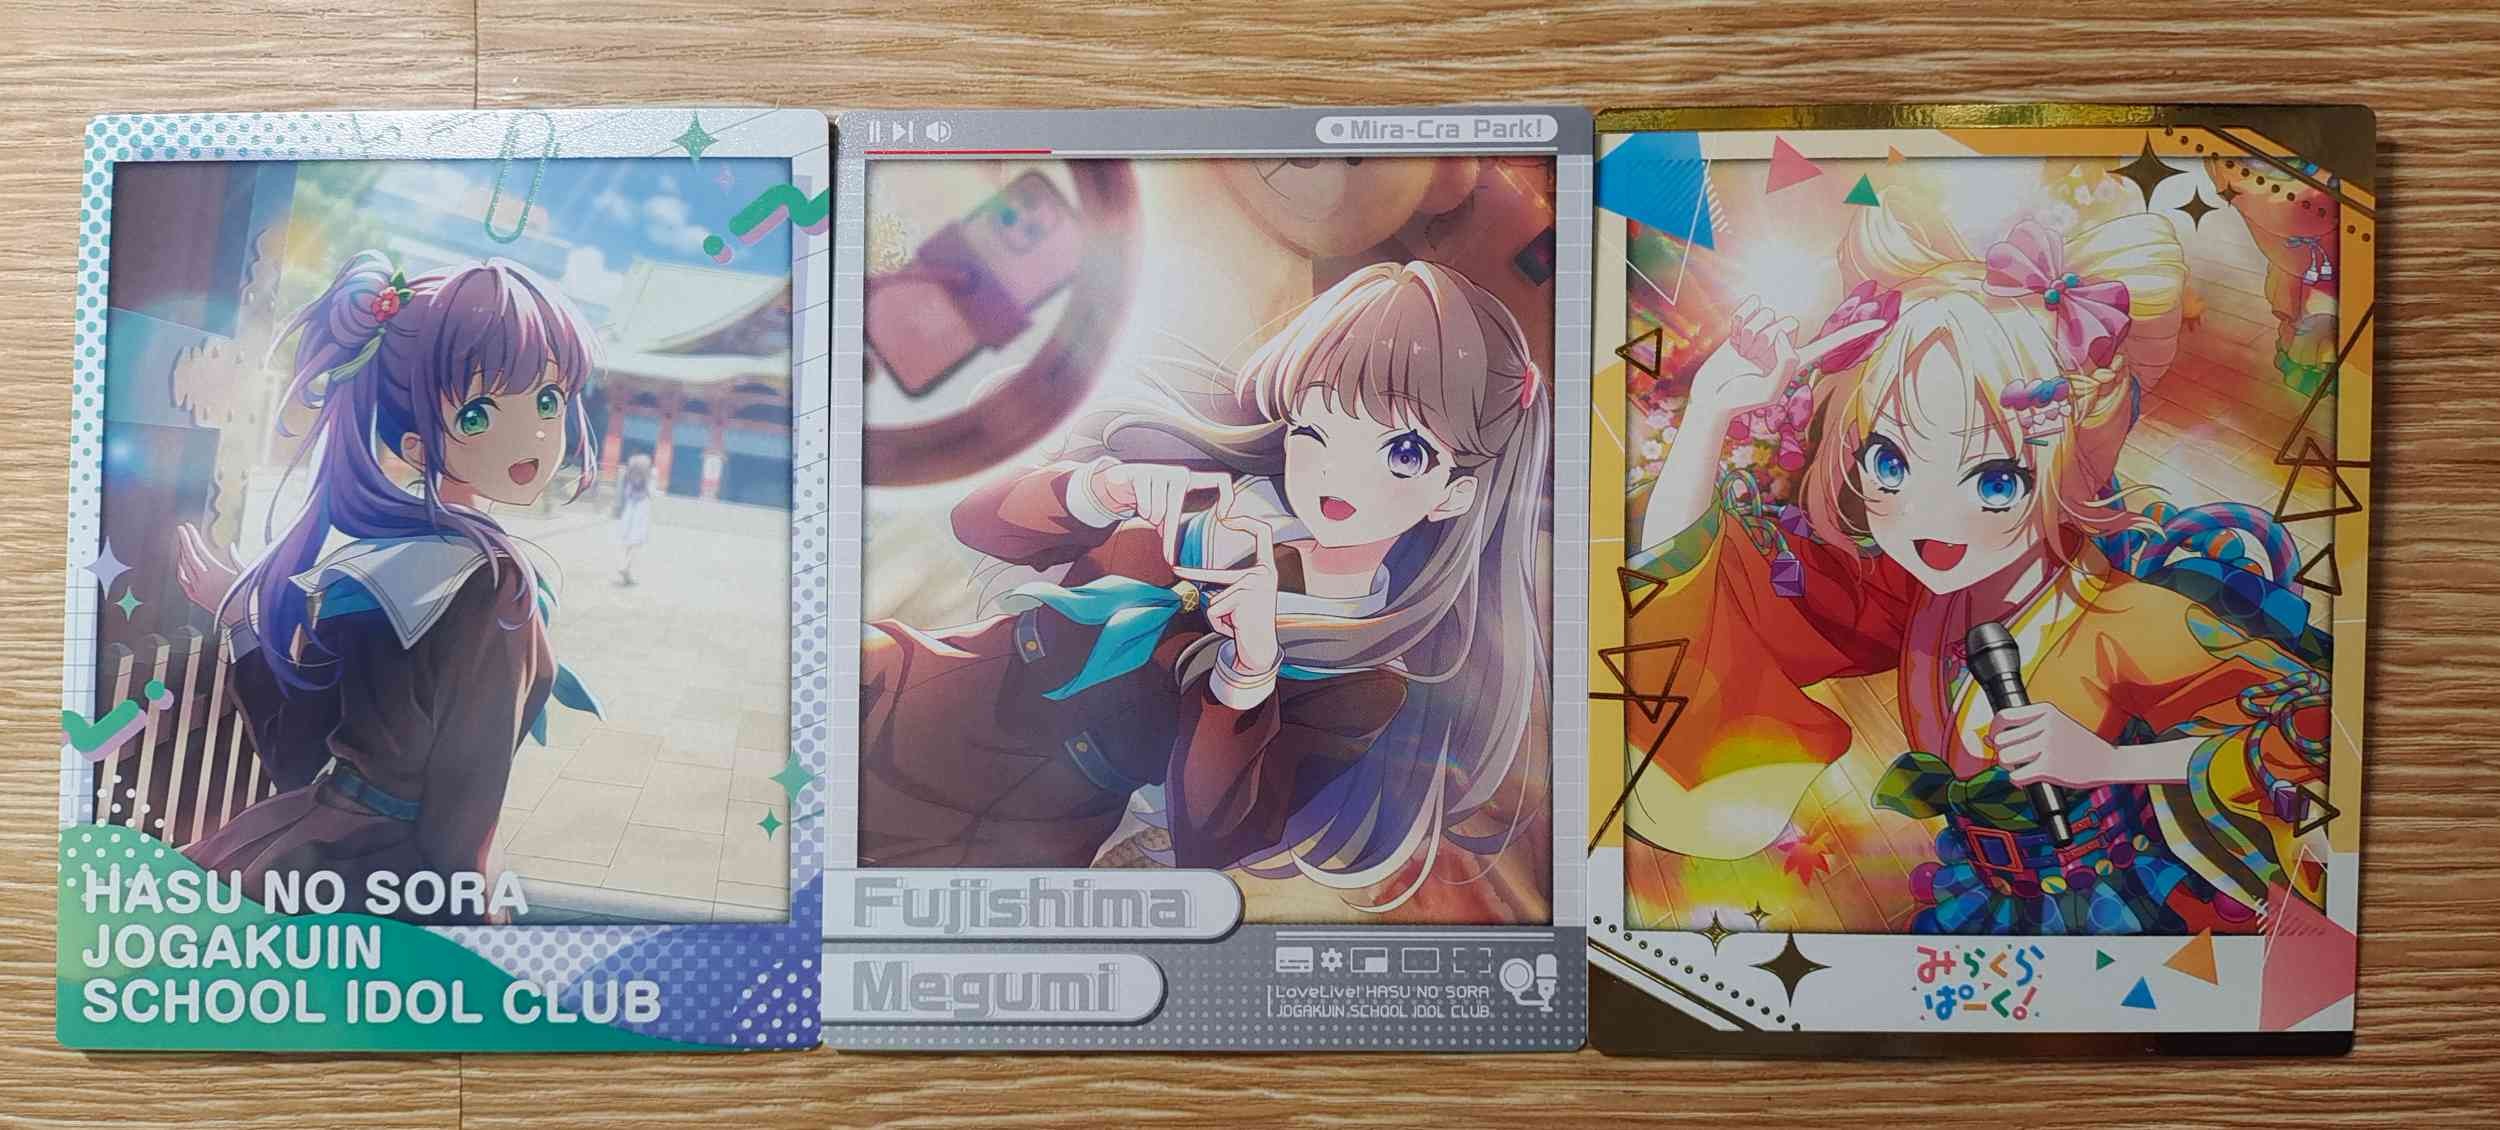 HASU NO SORA
JOGAKUIN
SCHOOL IDOL CLUB
Mira-Cra Park!
Fujishima
Megumi
LoveLive! HASU NO SORA
JOGAKUIN SCHOOL IDOL CLUB
みらくら
ぱーく!